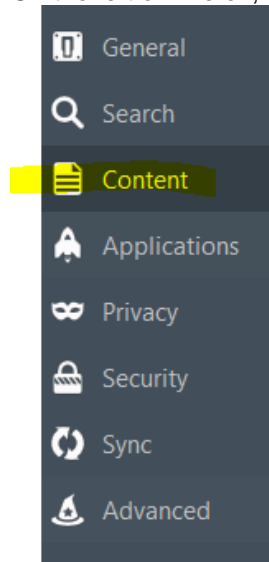 General
Search
Content
Applications
Privacy
Security
Sync
Advanced